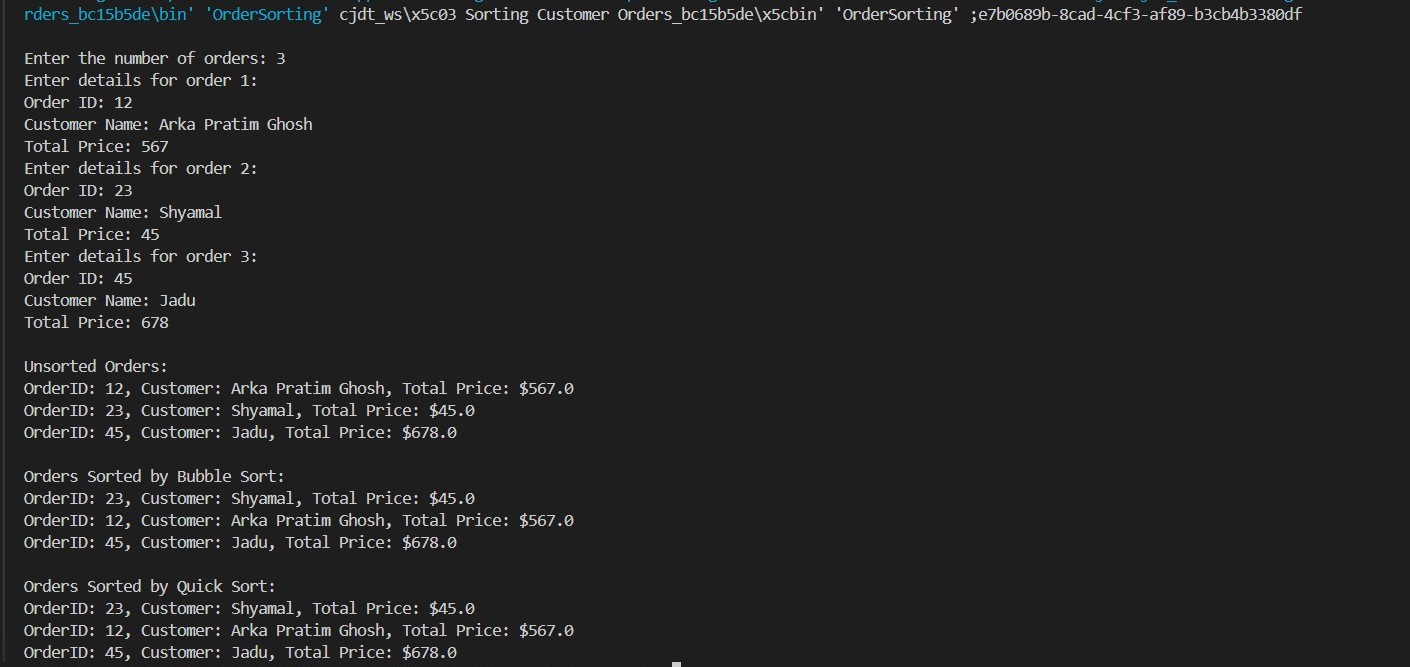 rders_bc15b5de\bin' 'OrderSorting' cjdt_ws\x5c03 Sorting Customer Orders_bc15b5de\x5cbin' 'OrderSorting' ;e7b0689b-8cad-4cf3-af89-b3cb4b3380df
Enter the number of orders: 3
Enter details for order 1:
Order ID: 12
Customer Name: Arka Pratim Ghosh
Total Price: 567
Enter details for order 2:
Order ID: 23
Customer Name: Shyamal
Total Price: 45
Enter details for order 3:
Order ID: 45
Customer Name: Jadu
Total Price: 678
Unsorted Orders:
OrderID: 12, Customer: Arka Pratim Ghosh, Total Price: $567.0
OrderID: 23, Customer: Shyamal, Total Price: $45.0
OrderID: 45, Customer: Jadu, Total Price: $678.0
Orders Sorted by Bubble Sort:
OrderID: 23, Customer: Shyamal, Total Price: $45.0
OrderID: 12, Customer: Arka Pratim Ghosh, Total Price: $567.0
OrderID: 45, Customer: Jadu, Total Price: $678.0
Orders Sorted by Quick Sort:
OrderID: 23, Customer: Shyamal, Total Price: $45.0
OrderID: 12, Customer: Arka Pratim Ghosh, Total Price: $567.0
OrderID: 45, Customer: Jadu, Total Price: $678.0